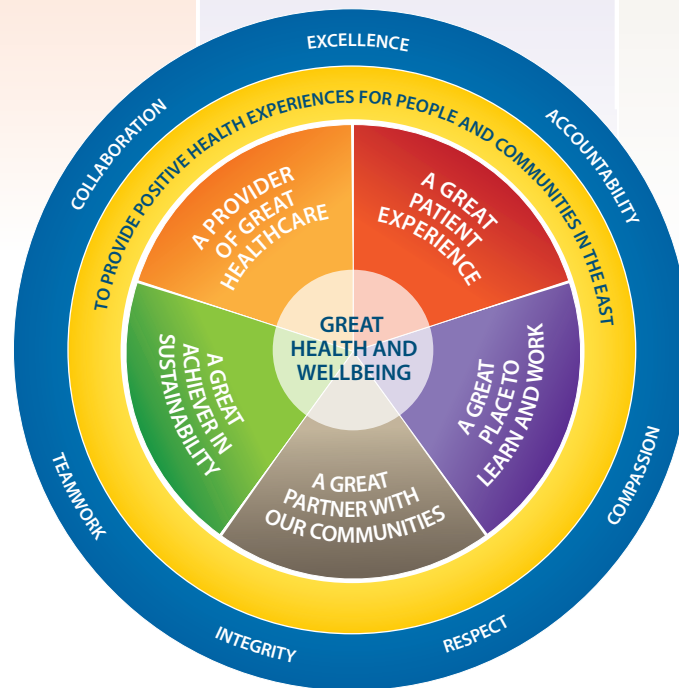 EXCELLENCE
ACCOUNTABILITY
COMPASSION
RESPECT
INTEGRITY
TEAMWORK
COLLABORATION
TO PROVIDE POSITIVE HEALTH EXPERIENCES FOR PEOPLE AND COMMUNITIES IN THE EAST
A PROVIDER
OF GREAT
HEALTHCARE
A GREAT
PATIENT
EXPERIENCE
A GREAT
PLACE TO
LEARN AND WORK
A GREAT
PARTNER WITH
OUR COMMUNITIES
A GREAT
ACHIEVER IN
SUSTAINABILITY
GREAT
HEALTH AND
WELLBEING